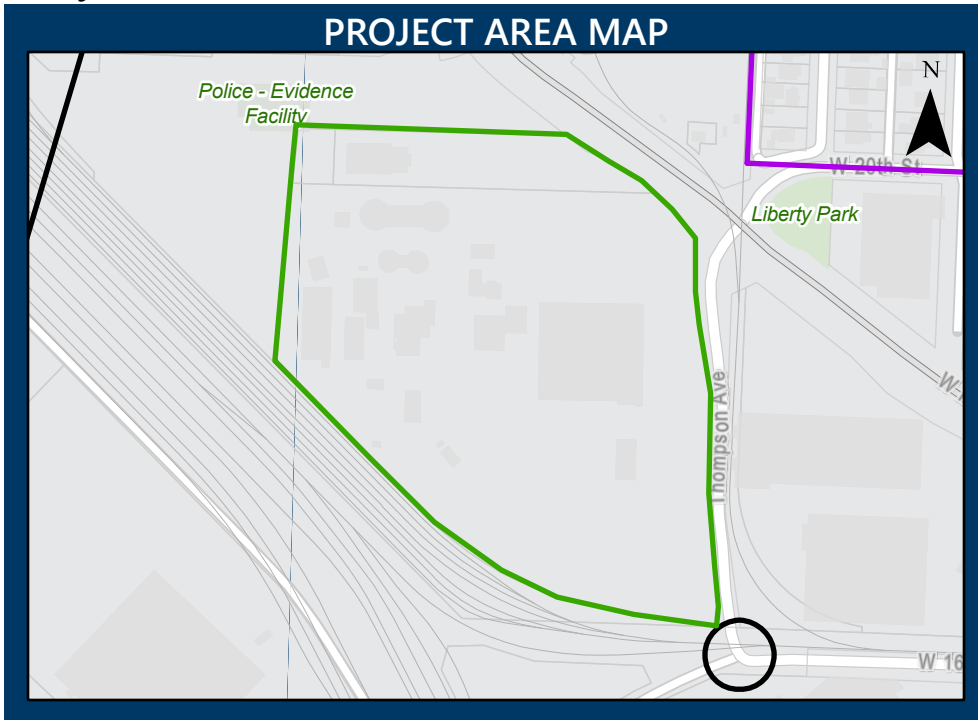 PROJECT AREA MAP
N
Police - Evidence
Facility
W 20th St
Liberty Park
Thompson Ave
W 16